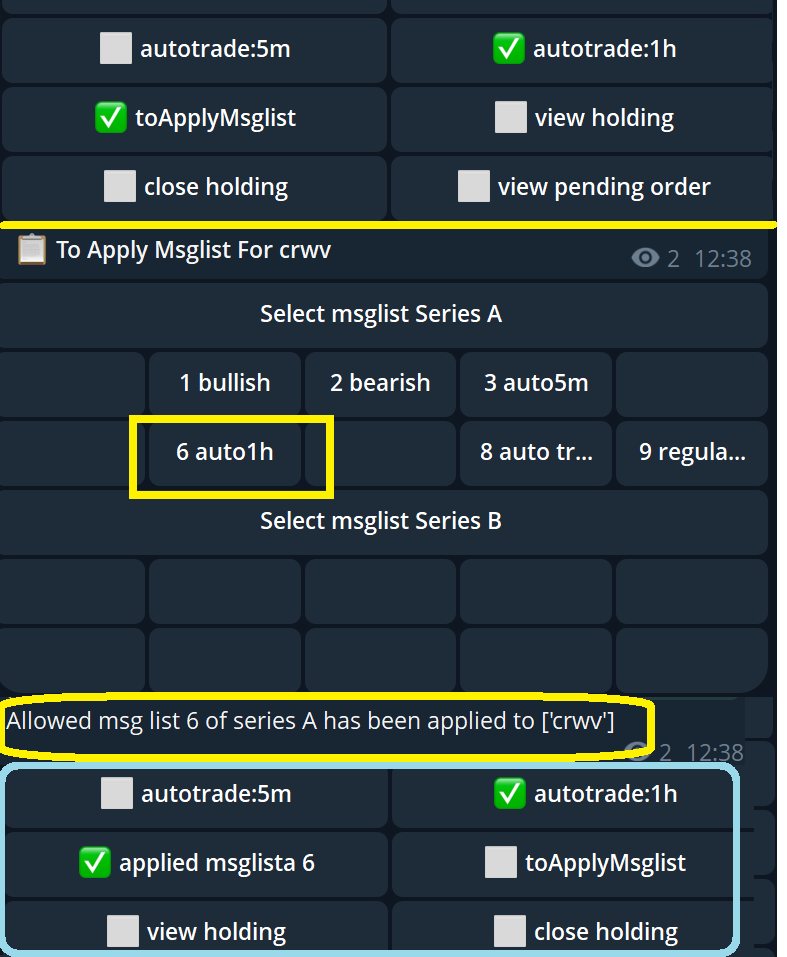 autotrade:5m autotrade:1h
toApplyMsglist view holding
close holding view pending order
To Apply Msglist For crwv
2 12:38
Select msglist Series A
1 bullish 2 bearish 3 auto5m
6 auto1h 8 auto tr... 9 regula...
Select msglist Series B
Allowed msg list 6 of series A has been applied to ['crwv']
2 12:38
autotrade:5m autotrade:1h
applied msglista 6 toApplyMsglist
view holding close holding